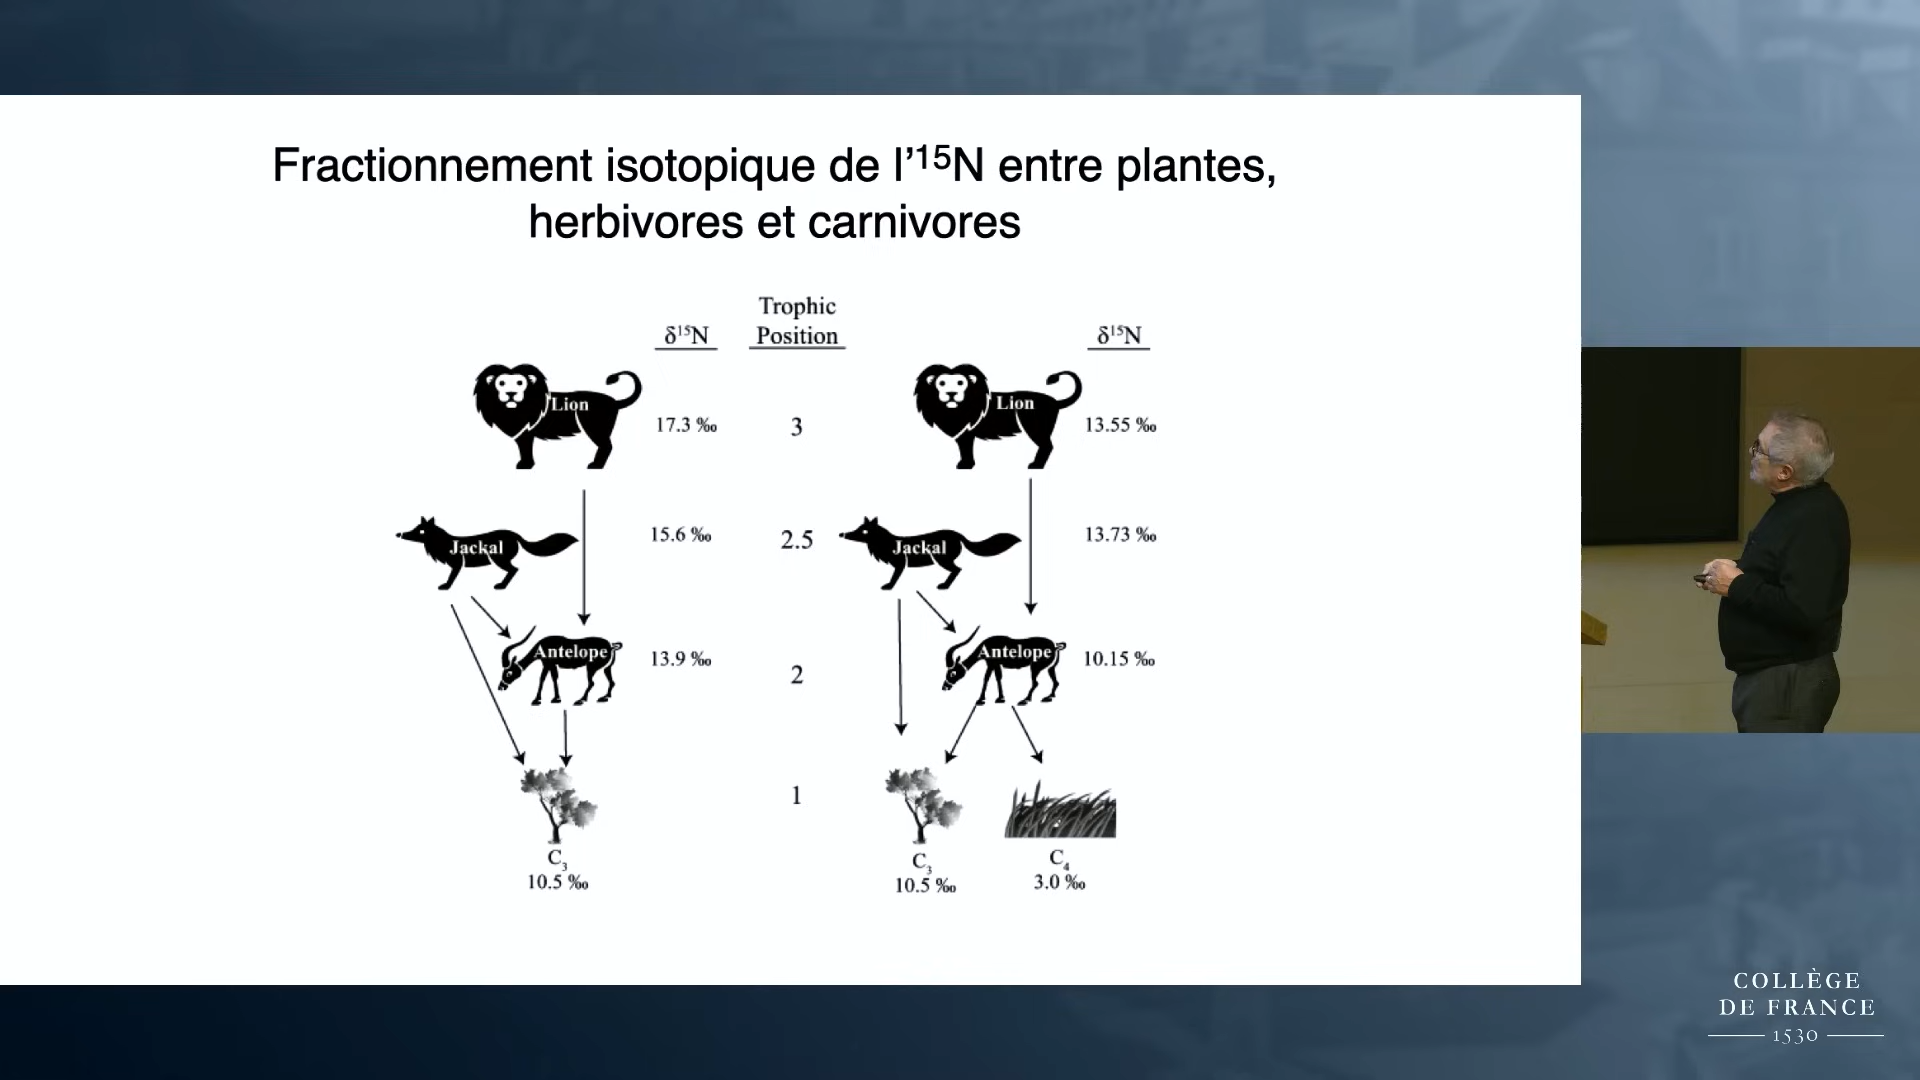 Fractionnement isotopique de l’¹⁵N entre plantes,
herbivores et carnivores
δ¹⁵N
Trophic
Position
δ¹⁵N
Lion
17.3 ‰
3
Lion
13.55 ‰
Jackal
15.6 ‰
2.5
Jackal
13.73 ‰
Antelope
13.9 ‰
2
Antelope
10.15 ‰
1
C₃
10.5 ‰
C₃
10.5 ‰
C₄
3.0 ‰
COLLÈGE
DE FRANCE
1530